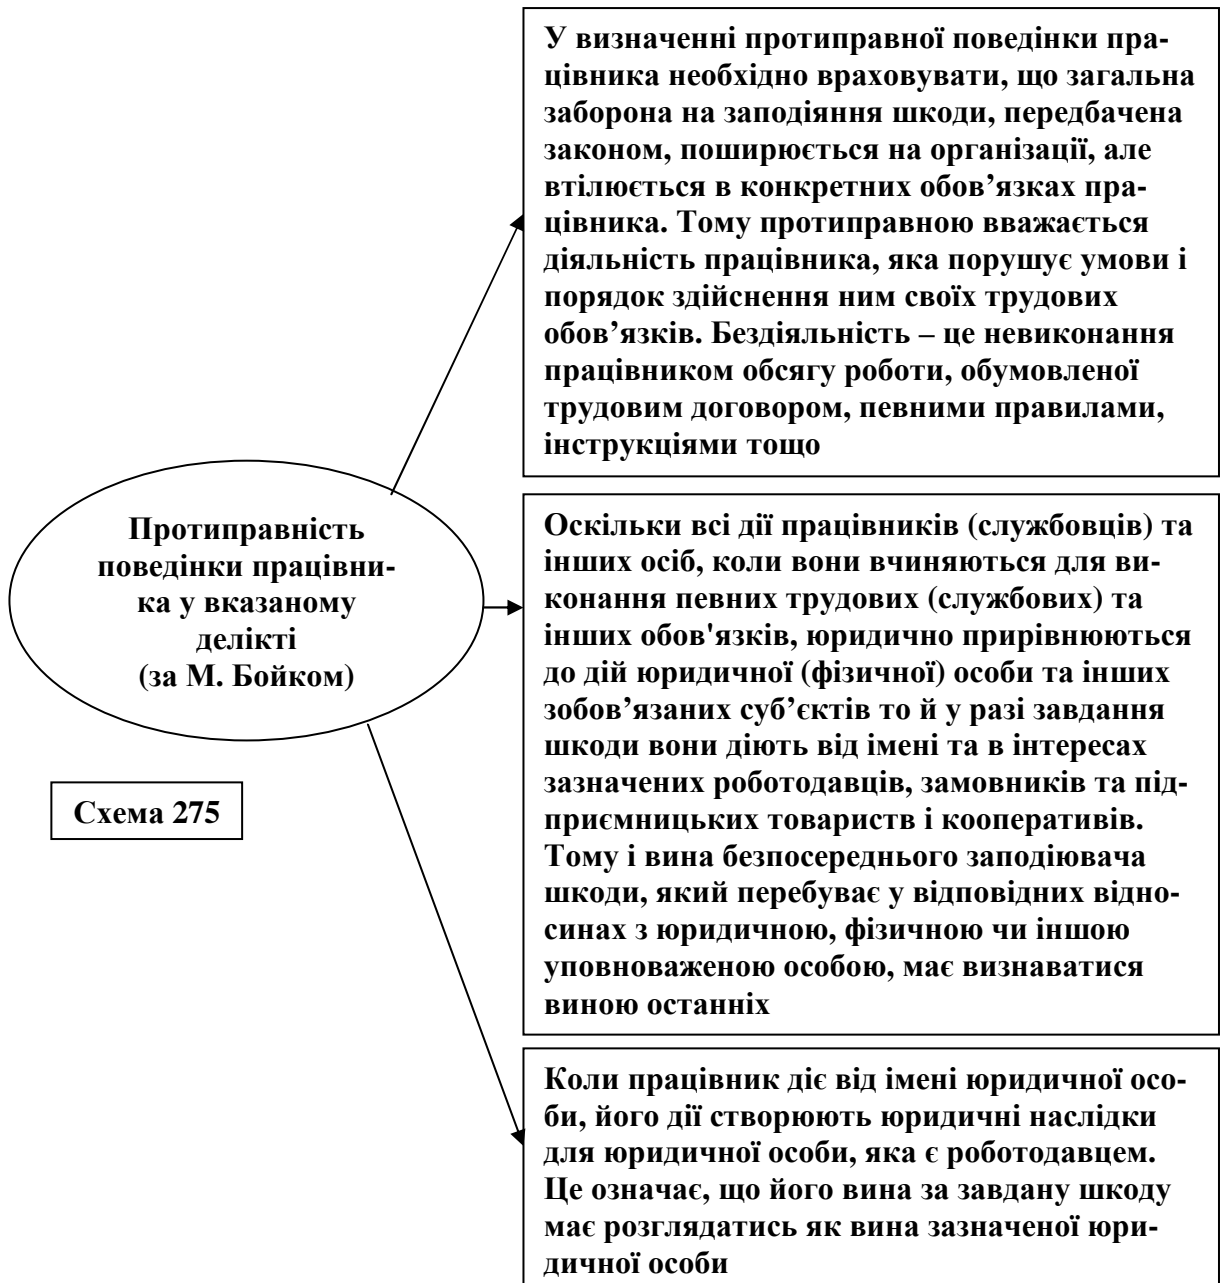 У визначенні протиправної поведінки пра-
цівника необхідно враховувати, що загальна
заборона на заподіяння шкоди, передбачена
законом, поширюється на організації, але
втілюється в конкретних обов’язках пра-
цівника. Тому протиправною вважається
діяльність працівника, яка порушує умови і
порядок здійснення ним своїх трудових
обов’язків. Бездіяльність – це невиконання
працівником обсягу роботи, обумовленої
трудовим договором, певними правилами,
інструкціями тощо
Протиправність
поведінки працівни-
ка у вказаному
делікті
(за М. Бойком)
Схема 275
Оскільки всі дії працівників (службовців) та
інших осіб, коли вони вчиняються для ви-
конання певних трудових (службових) та
інших обов'язків, юридично прирівнюються
до дій юридичної (фізичної) особи та інших
зобов’язаних суб’єктів то й у разі завдання
шкоди вони діють від імені та в інтересах
зазначених роботодавців, замовників та під-
приємницьких товариств і кооперативів.
Тому і вина безпосереднього заподіювача
шкоди, який перебуває у відповідних відно-
синах з юридичною, фізичною чи іншою
уповноваженою особою, має визнаватися
виною останніх
Коли працівник діє від імені юридичної осо-
би, його дії створюють юридичні наслідки
для юридичної особи, яка є роботодавцем.
Це означає, що його вина за завдану шкоду
має розглядатись як вина зазначеної юри-
дичної особи